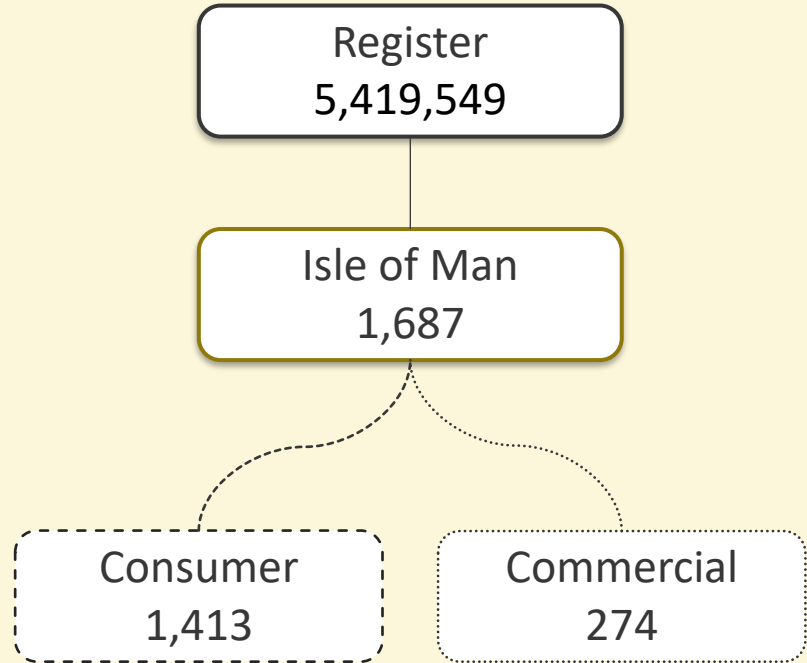 Register
5,419,549
Isle of Man
1,687
Consumer
1,413
Commercial
274